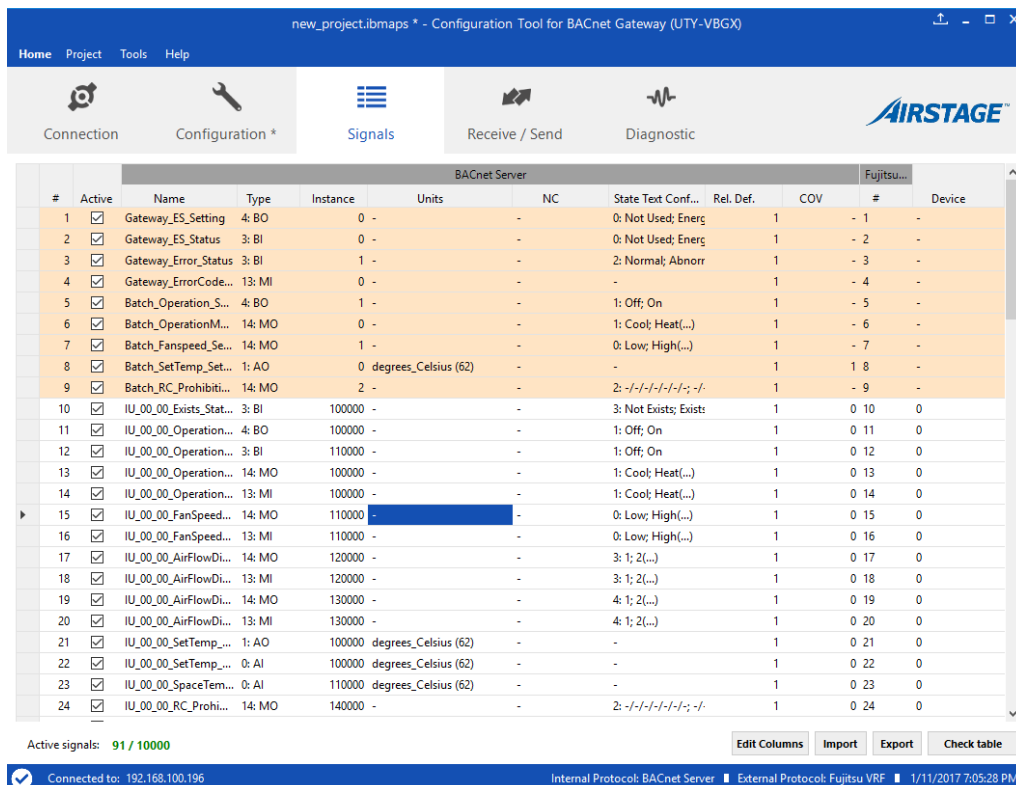 new_project.ibmaps * - Configuration Tool for BACnet Gateway (UTY-VBGX)
Home Project Tools Help
Connection Configuration * Signals Receive / Send Diagnostic AIRSTAGE™
BACnet Server Fujitsu...
# Active Name Type Instance Units NC State Text Conf... Rel. Def. COV # Device
1 Gateway_ES_Setting 4: BO 0 - - 0: Not Used; Energ 1 - 1 -
2 Gateway_ES_Status 3: BI 0 - - 0: Not Used; Energ 1 - 2 -
3 Gateway_Error_Status 3: BI 1 - - 2: Normal; Abnorr 1 - 3 -
4 Gateway_ErrorCode... 13: MI 0 - - - 1 - 4 -
5 Batch_Operation_S... 4: BO 1 - - 1: Off; On 1 - 5 -
6 Batch_OperationM... 14: MO 0 - - 1: Cool; Heat(...) 1 - 6 -
7 Batch_Fanspeed_Se... 14: MO 1 - - 0: Low; High(...) 1 - 7 -
8 Batch_SetTemp_Set... 1: AO 0 degrees_Celsius (62) - - 1 1 8 -
9 Batch_RC_Prohibiti... 14: MO 2 - - 2: -/-/-/-/-/-/-; -/- 1 - 9 -
10 IU_00_00_Exists_Stat... 3: BI 100000 - - 3: Not Exists; Exists 1 0 10 0
11 IU_00_00_Operation... 4: BO 100000 - - 1: Off; On 1 0 11 0
12 IU_00_00_Operation... 3: BI 110000 - - 1: Off; On 1 0 12 0
13 IU_00_00_Operation... 14: MO 100000 - - 1: Cool; Heat(...) 1 0 13 0
14 IU_00_00_Operation... 13: MI 100000 - - 1: Cool; Heat(...) 1 0 14 0
15 IU_00_00_FanSpeed... 14: MO 110000 - - 0: Low; High(...) 1 0 15 0
16 IU_00_00_FanSpeed... 13: MI 110000 - - 0: Low; High(...) 1 0 16 0
17 IU_00_00_AirFlowDi... 14: MO 120000 - - 3: 1; 2(...) 1 0 17 0
18 IU_00_00_AirFlowDi... 13: MI 120000 - - 3: 1; 2(...) 1 0 18 0
19 IU_00_00_AirFlowDi... 14: MO 130000 - - 4: 1; 2(...) 1 0 19 0
20 IU_00_00_AirFlowDi... 13: MI 130000 - - 4: 1; 2(...) 1 0 20 0
21 IU_00_00_SetTemp_... 1: AO 100000 degrees_Celsius (62) - - 1 0 21 0
22 IU_00_00_SetTemp_... 0: AI 100000 degrees_Celsius (62) - - 1 0 22 0
23 IU_00_00_SpaceTem... 0: AI 110000 degrees_Celsius (62) - - 1 0 23 0
24 IU_00_00_RC_Prohi... 14: MO 140000 - - 2: -/-/-/-/-/-/-; -/- 1 0 24 0
Active signals: 91 / 10000 Edit Columns Import Export Check table
Connected to: 192.168.100.196 Internal Protocol: BACnet Server External Protocol: Fujitsu VRF 1/11/2017 7:05:28 PM